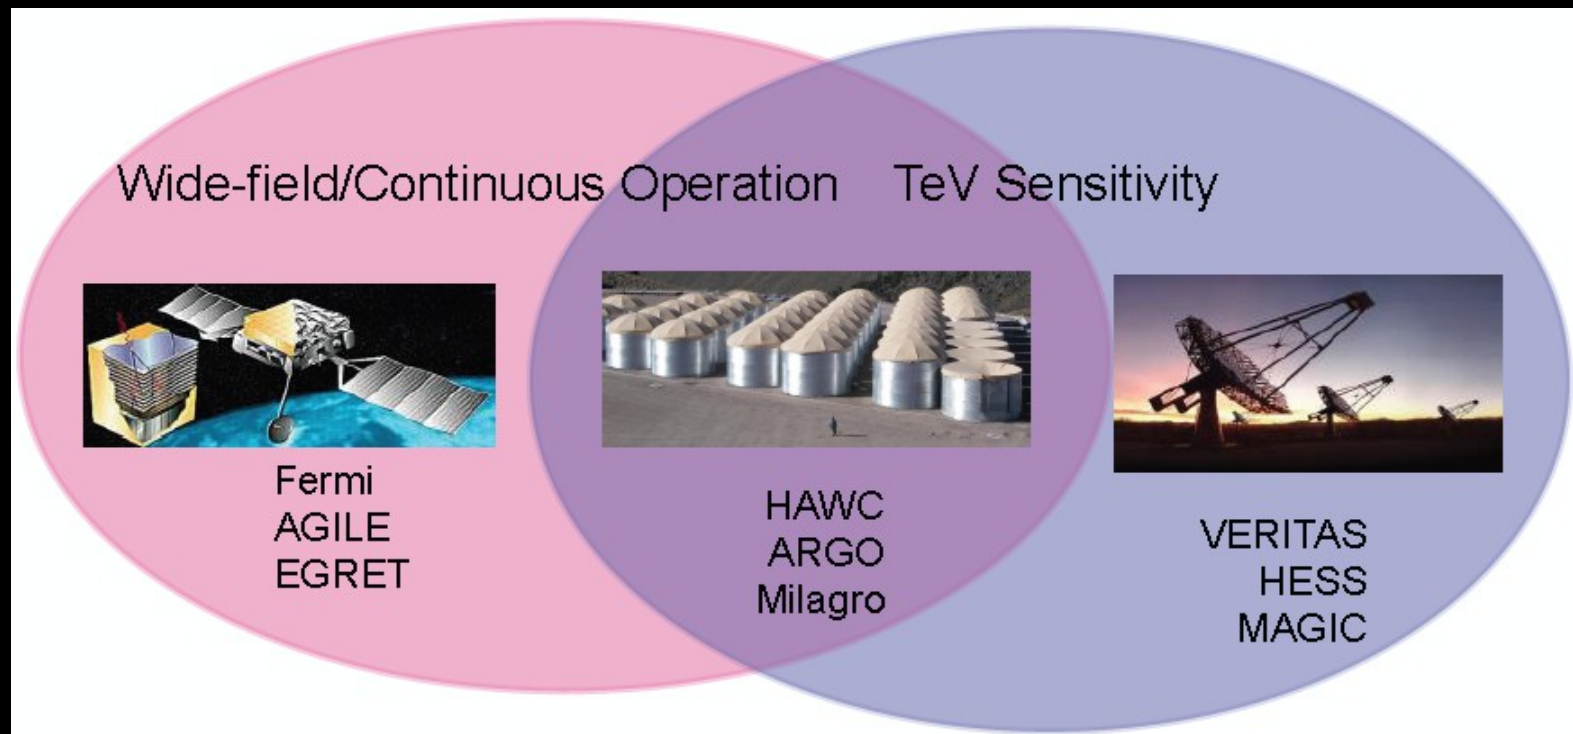 Wide-field/Continuous Operation
TeV Sensitivity
Fermi
AGILE
EGRET
HAWC
ARGO
Milagro
VERITAS
HESS
MAGIC